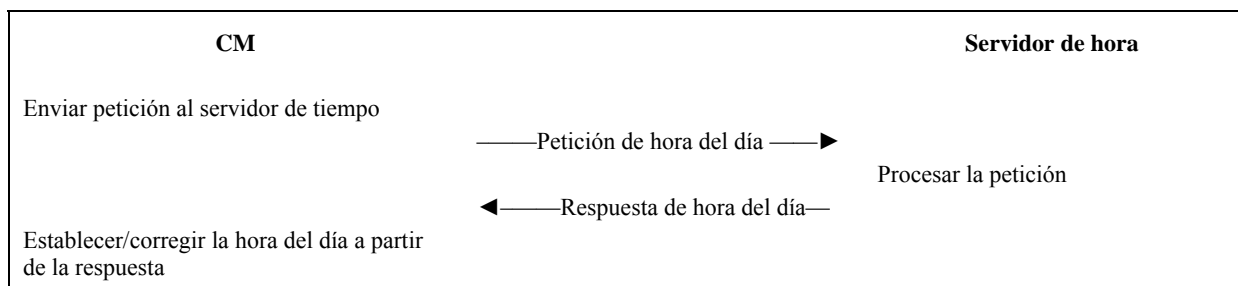 CM Servidor de hora
Enviar petición al servidor de tiempo
———Petición de hora del día ——►
Procesar la petición
◄———Respuesta de hora del día—
Establecer/corregir la hora del día a partir
de la respuesta